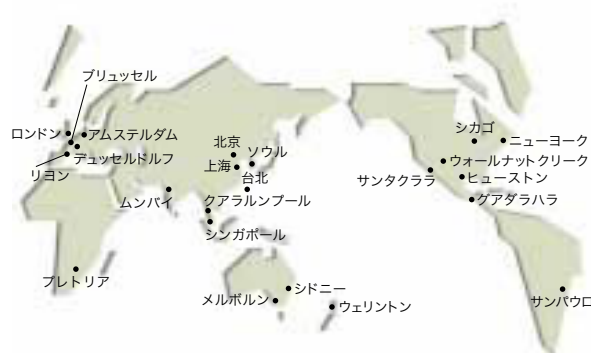 ブリュッセル
ロンドン
アムステルダム
デュッセルドルフ
リヨン
北京
ソウル
上海
台北
ムンバイ
クアラルンプール
シンガポール
プレトリア
メルボルン
シドニー
ウェリントン
シカゴ
ニューヨーク
ウォールナットクリーク
サンタクララ
ヒューストン
グアダラハラ
サンパウロ